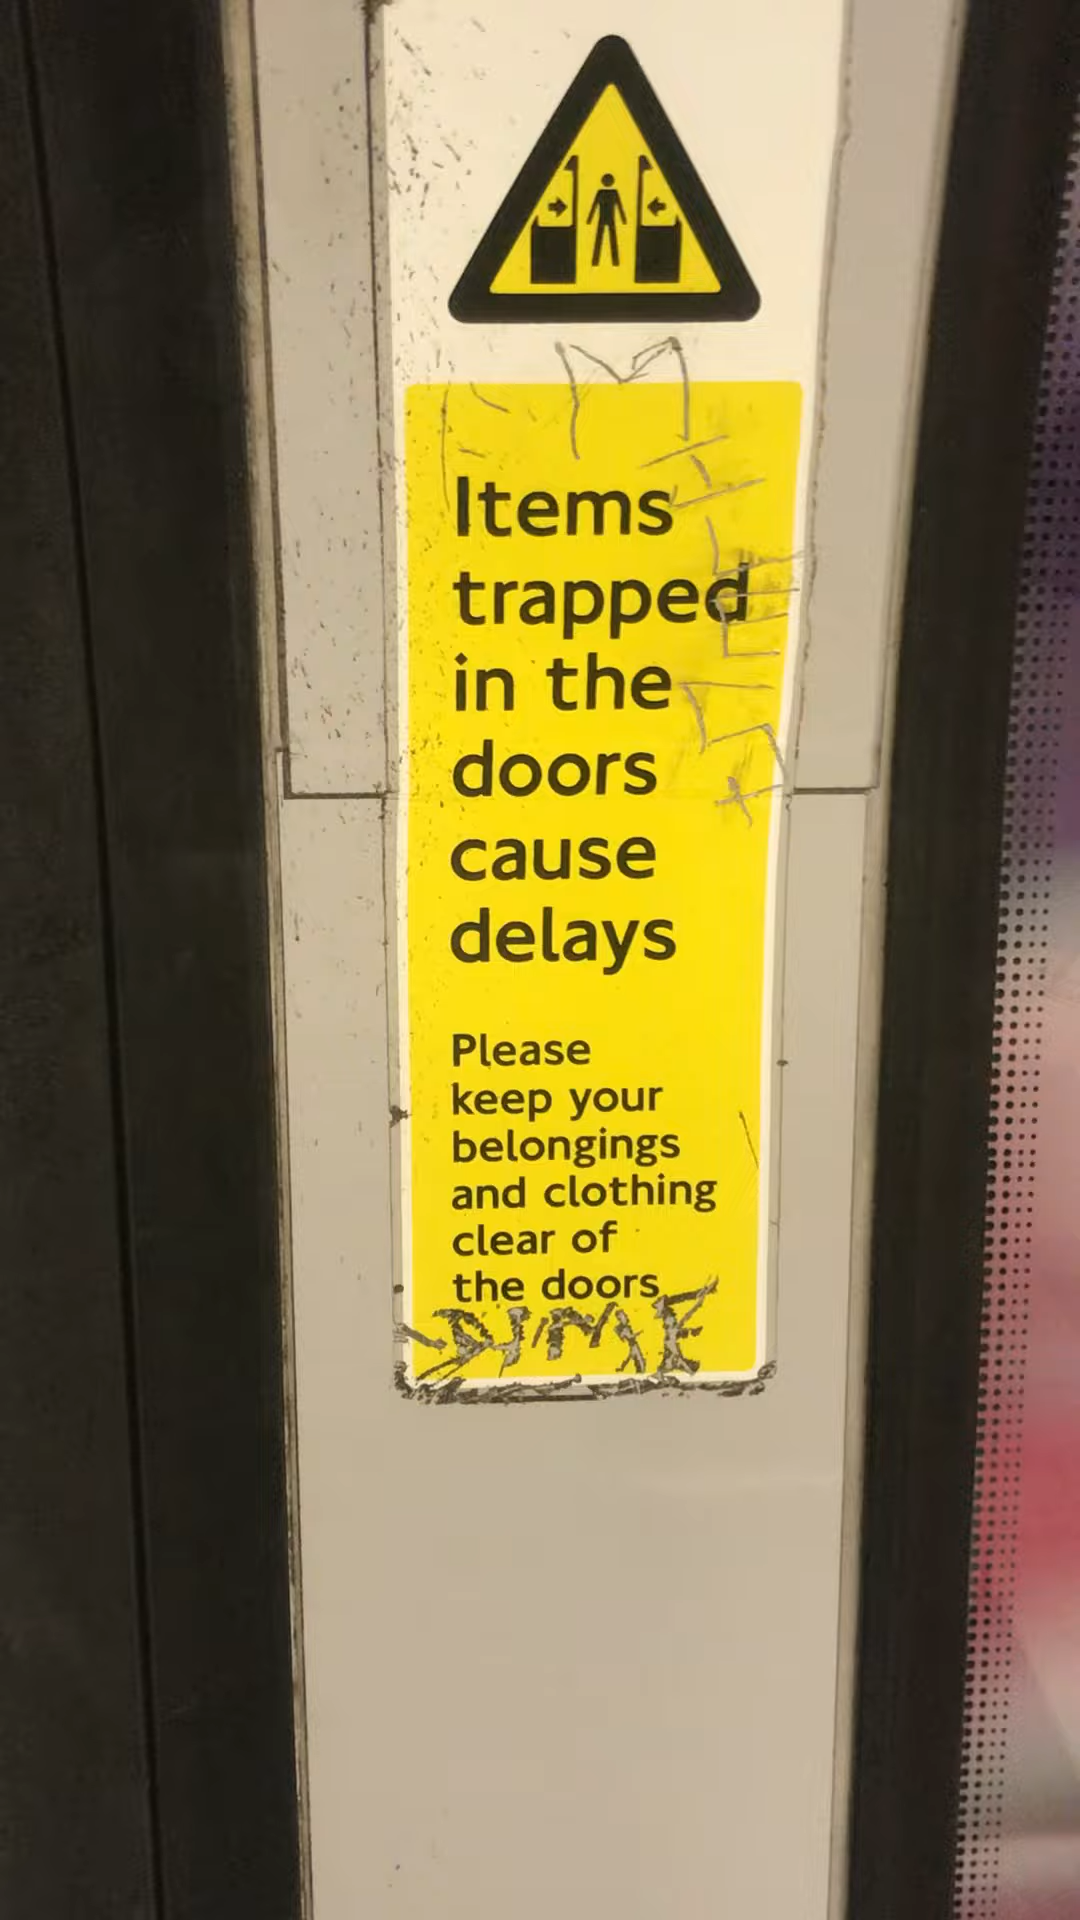 Items
trapped
in the
doors
cause
delays
Please
keep your
belongings
and clothing
clear of
the doors